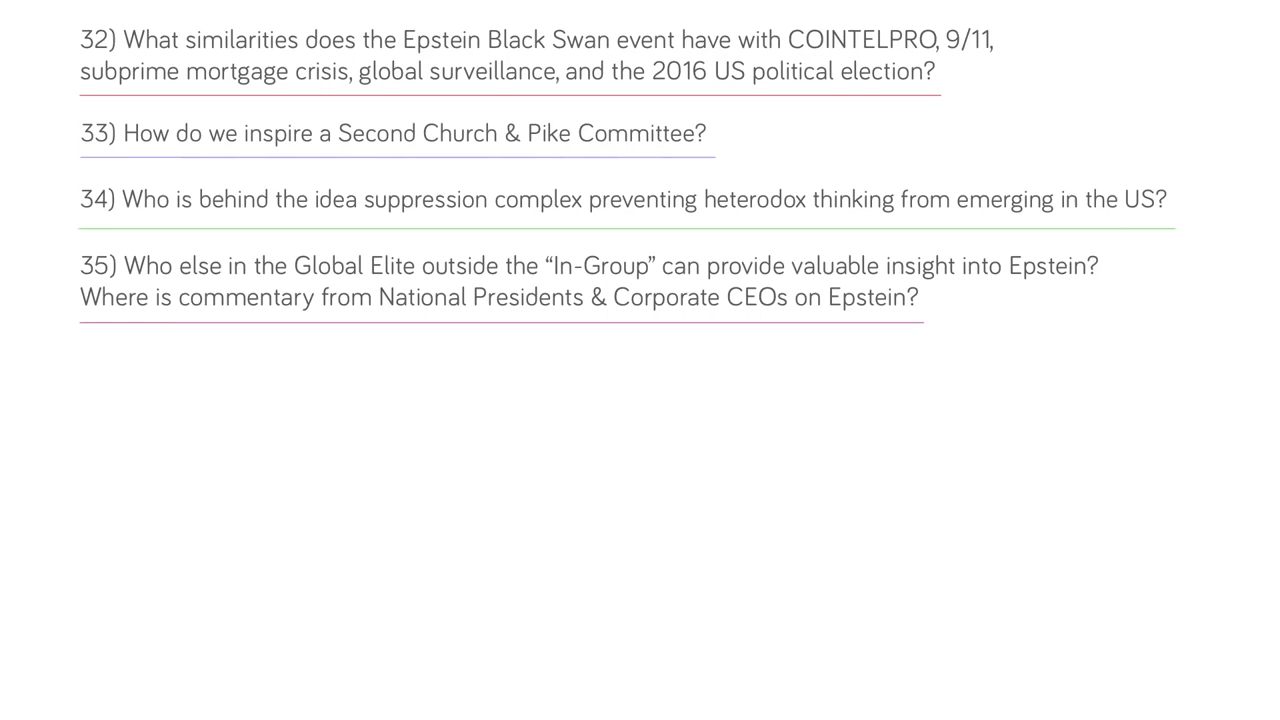 32) What similarities does the Epstein Black Swan event have with COINTELPRO, 9/11,
subprime mortgage crisis, global surveillance, and the 2016 US political election?
33) How do we inspire a Second Church & Pike Committee?
34) Who is behind the idea suppression complex preventing heterodox thinking from emerging in the US?
35) Who else in the Global Elite outside the “In-Group” can provide valuable insight into Epstein?
Where is commentary from National Presidents & Corporate CEOs on Epstein?